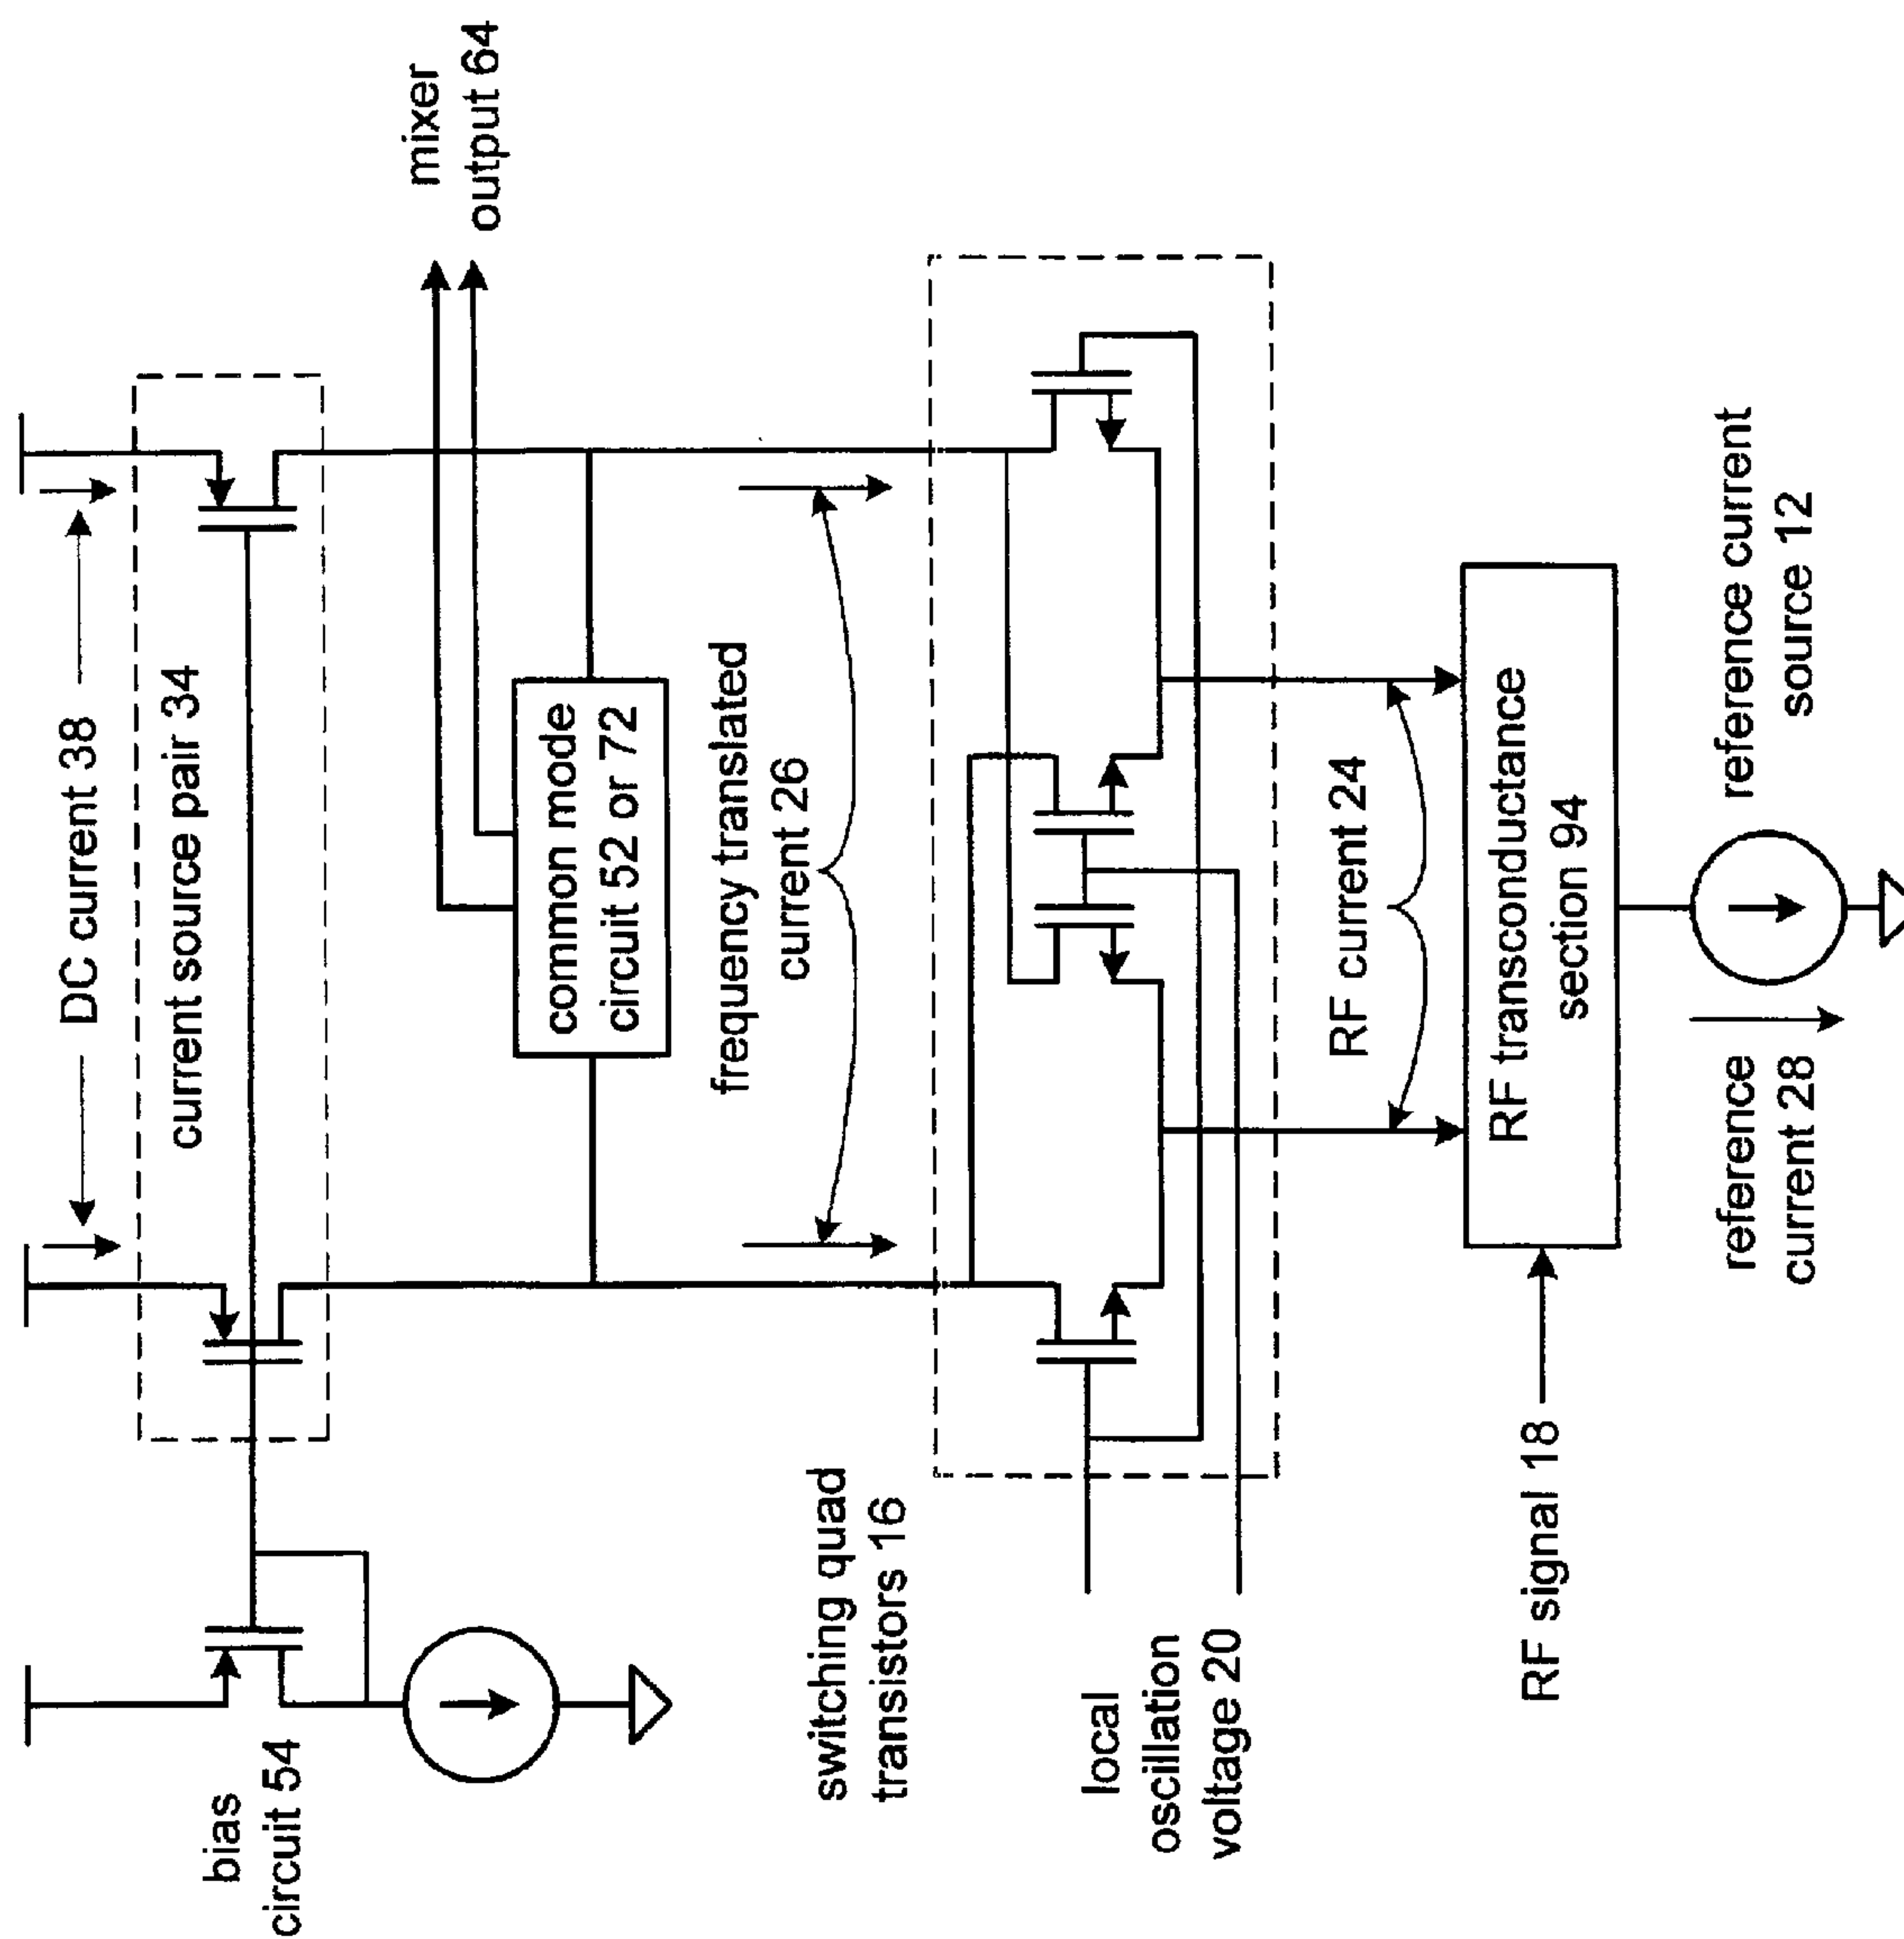 DC current 38
current source pair 34
bias
circuit 54
mixer
output 64
common mode
circuit 52 or 72
frequency translated
current 26
switching quad
transistors 16
local
oscillation
voltage 20
RF current 24
RF signal 18
RF transconductance
section 94
reference
current 28
reference current
source 12